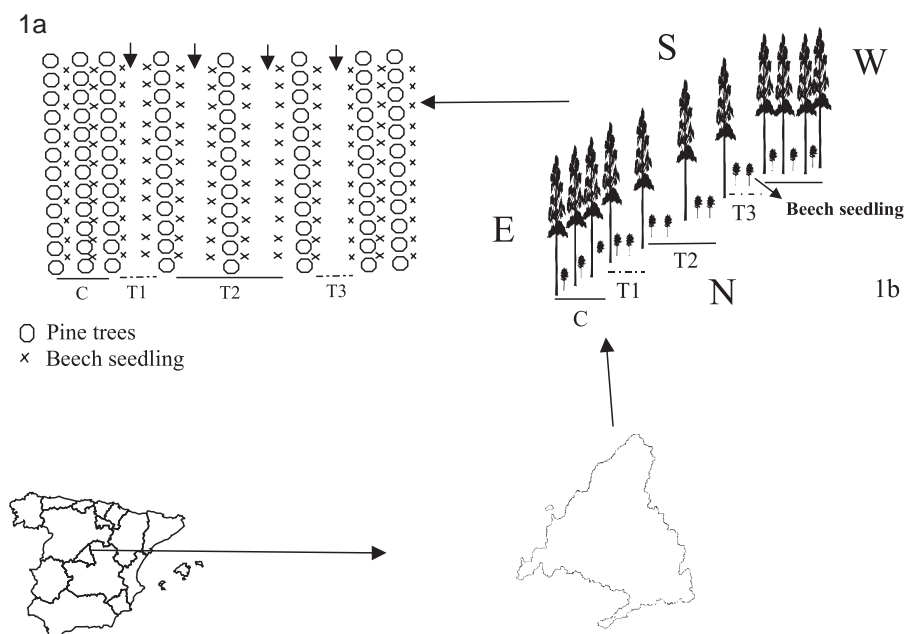 1a
C
T1
T2
T3
Pine trees
Beech seedling
S
W
E
N
T3
Beech seedling
T2
T1
C
1b